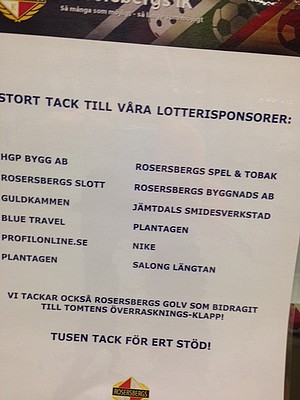 Rosersbergs IK
Så många som möjligt - så länge som möjligt
STORT TACK TILL VÅRA LOTTERISPONSORER:
HGP BYGG AB
ROSERSBERGS SLOTT
GULDKAMMEN
BLUE TRAVEL
PROFILONLINE.SE
PLANTAGEN
ROSERSBERGS SPEL & TOBAK
ROSERSBERGS BYGGNADS AB
JÄMTDALS SMIDESVERKSTAD
PLANTAGEN
NIKE
SALONG LÄNGTAN
VI TACKAR OCKSÅ ROSERSBERGS GOLV SOM BIDRAGIT
TILL TOMTENS ÖVERRASKNINGS-KLAPP!
TUSEN TACK FÖR ERT STÖD!
ROSERSBERGS